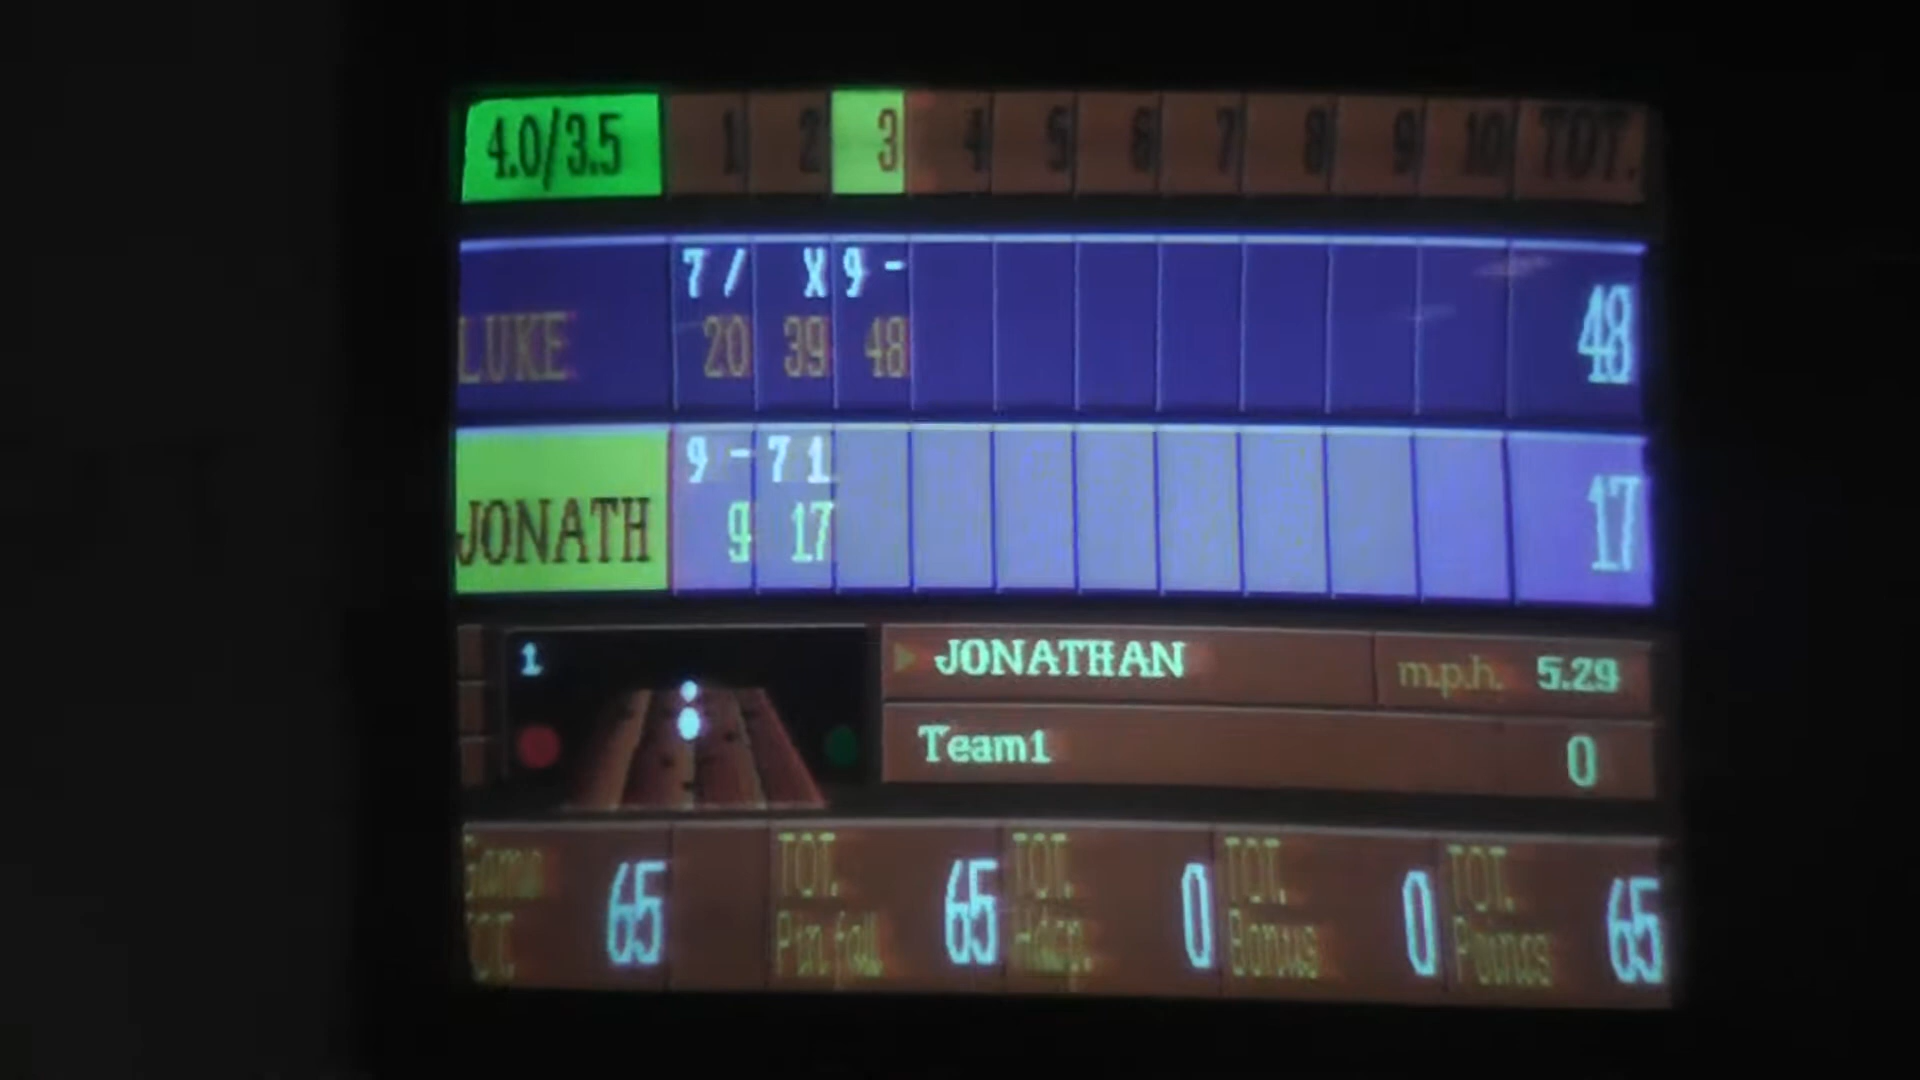 4.0/3.5 1 2 3 4 5 6 7 8 9 10 TOT.
7 / X 9 -
LUKE 20 39 48 48
9 - 7 1
JONATH 9 17 17
1 JONATHAN m.p.h. 5.29
Team1 0
Game TOT. 65 TOT. Pin fall 65 TOT. Hdcp. 0 TOT. Bonus 0 TOT. Points 65